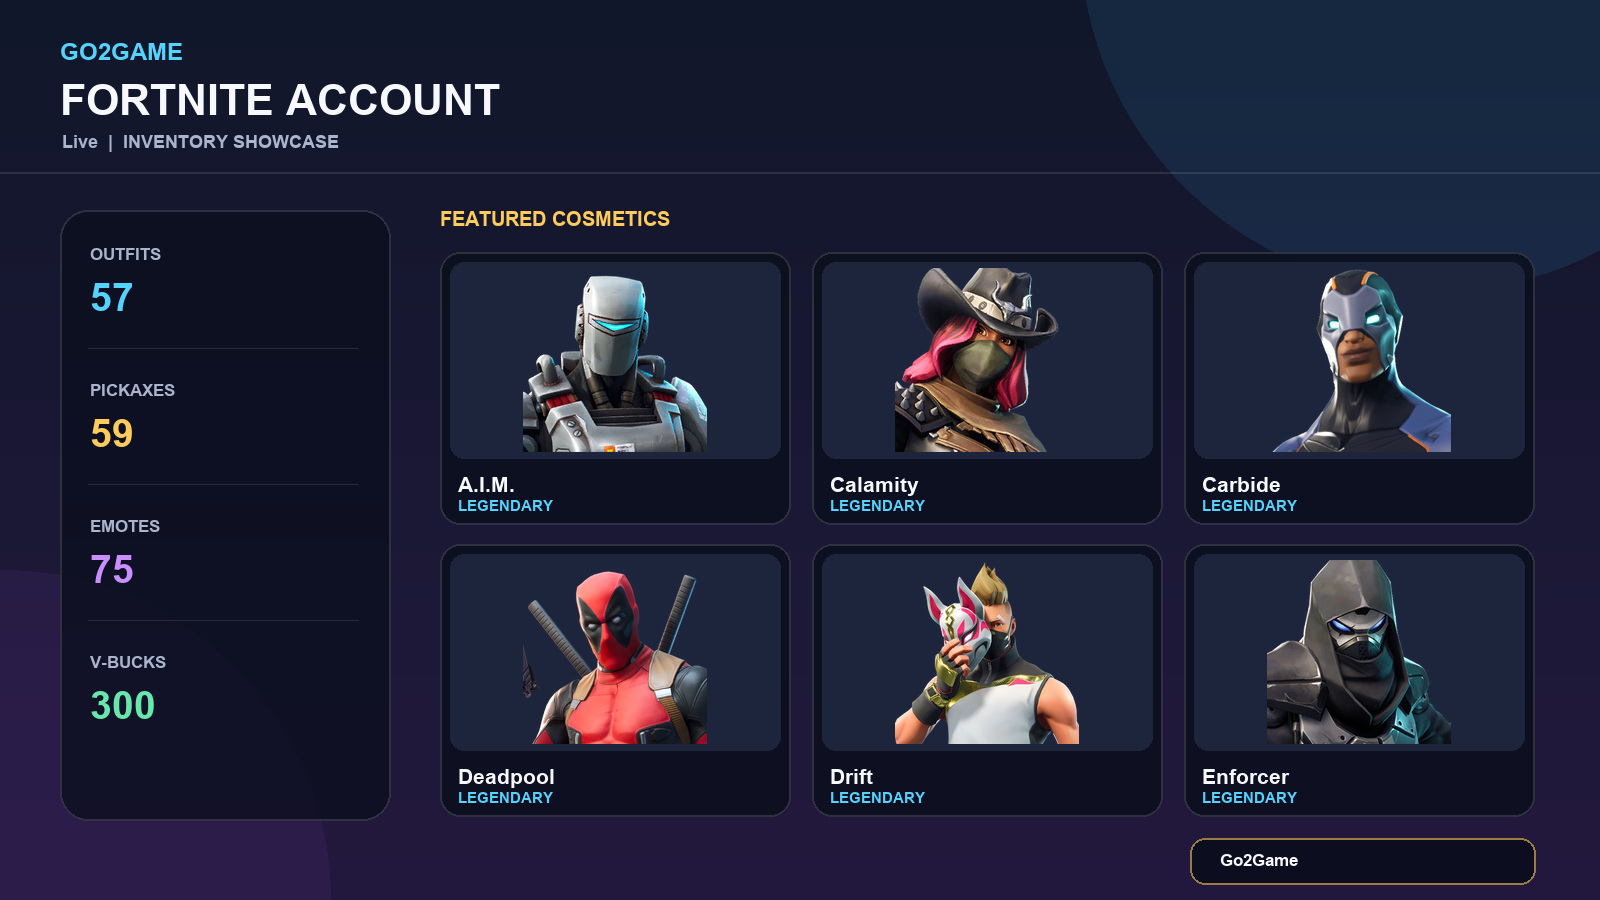 GO2GAME
FORTNITE ACCOUNT
Live | INVENTORY SHOWCASE
OUTFITS
57
PICKAXES
59
EMOTES
75
V-BUCKS
300
FEATURED COSMETICS
A.I.M.
LEGENDARY
Calamity
LEGENDARY
Carbide
LEGENDARY
Deadpool
LEGENDARY
Drift
LEGENDARY
Enforcer
LEGENDARY
Go2Game